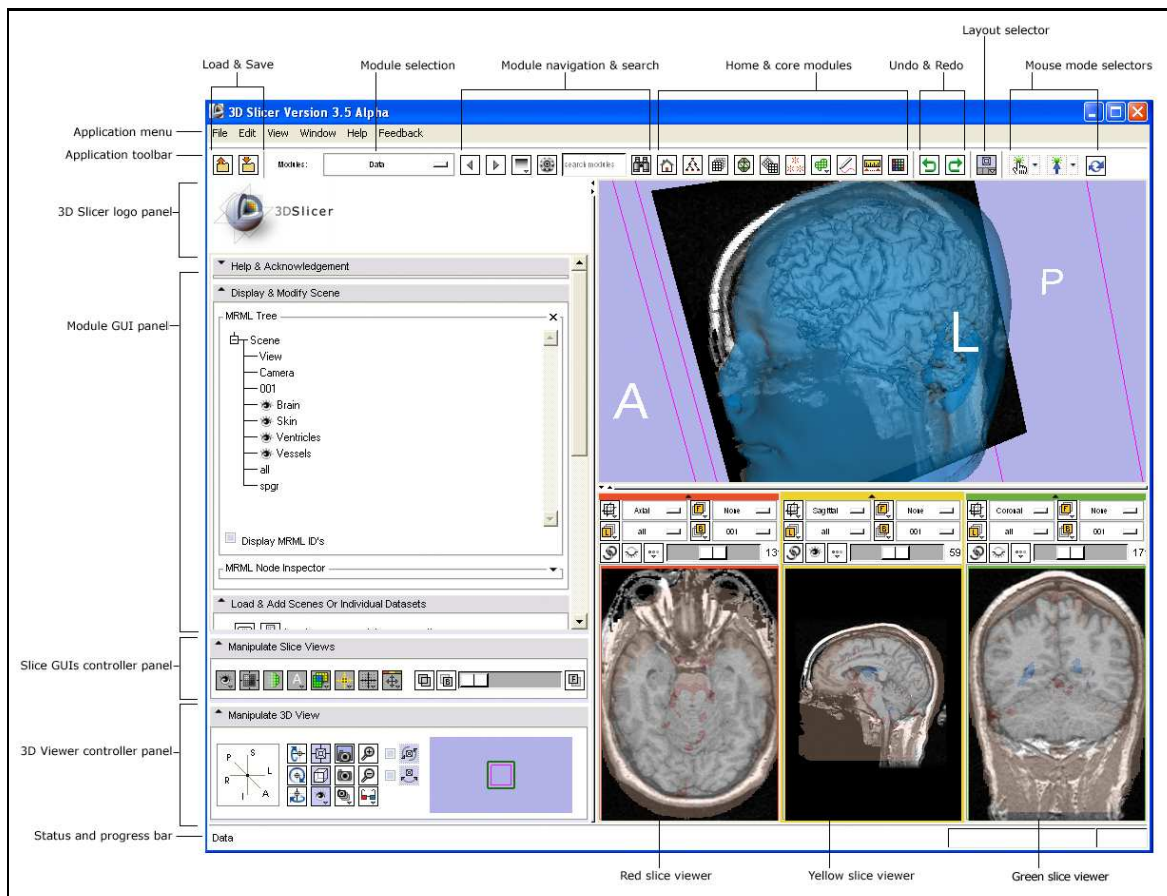 Layout selector
Load & Save
Module selection
Module navigation & search
Home & core modules
Undo & Redo
Mouse mode selectors
3D Slicer Version 3.5 Alpha
Application menu
File Edit View Window Help Feedback
Application toolbar
Modules:
Data
search modules
3D Slicer logo panel
3DSlicer
Help & Acknowledgement
Display & Modify Scene
Module GUI panel
MRML Tree
Scene
View
Camera
001
Brain
Skin
Ventricles
Vessels
all
spgr
Display MRML ID's
MRML Node Inspector
Load & Add Scenes Or Individual Datasets
A
L
P
Axial
None
all
001
13
Sagittal
None
all
001
59
Coronal
None
all
001
17
Slice GUIs controller panel
Manipulate Slice Views
3D Viewer controller panel
Manipulate 3D View
P S
R L
I A
Status and progress bar
Data
Red slice viewer
Yellow slice viewer
Green slice viewer